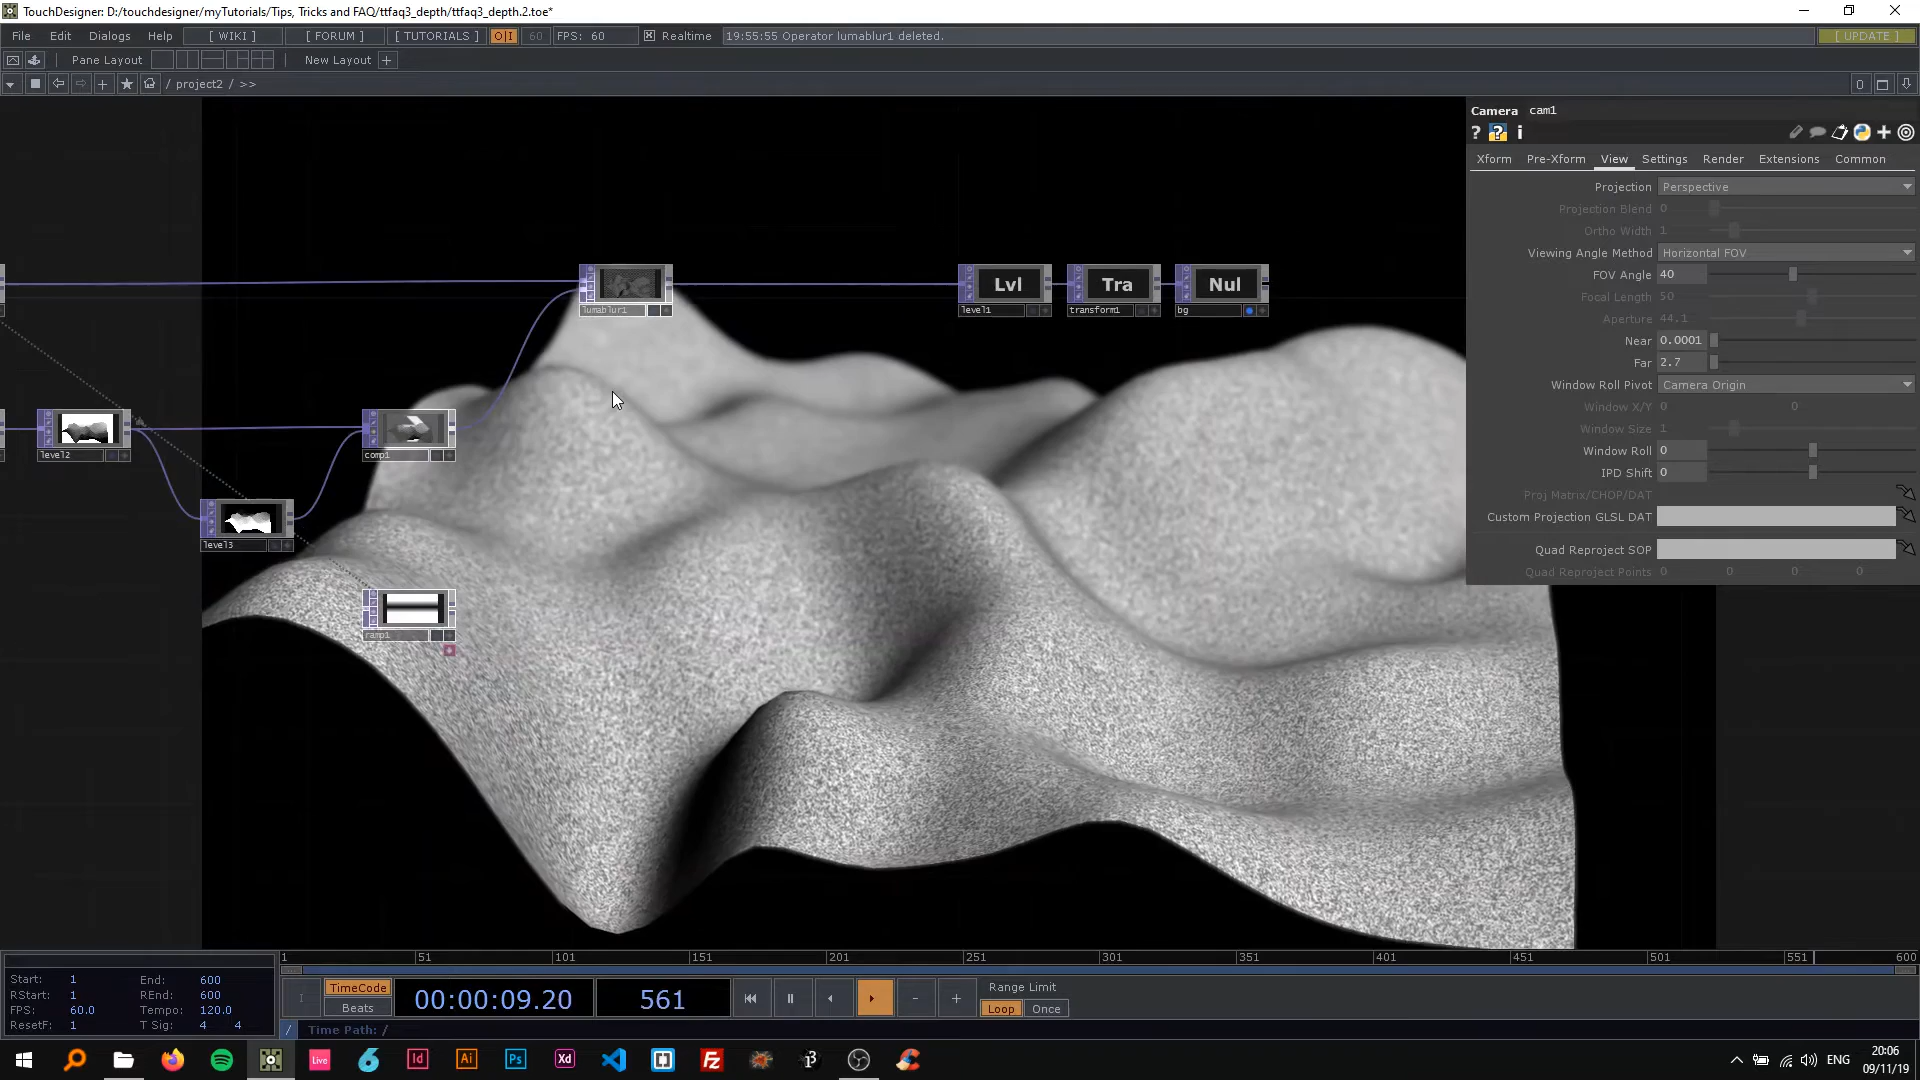 TouchDesigner: D:/touchdesigner/myTutorials/Tips, Tricks and FAQ/ttfaq3_depth/ttfaq3_depth.2.toe*
File Edit Dialogs Help [ WIKI ] [ FORUM ] [ TUTORIALS ] O|I 60 FPS: 60 Realtime 19:55:55 Operator lumablur1 deleted. [ UPDATE ]
Pane Layout New Layout +
/ project2 / >> 0
Camera cam1
? ? i
Xform Pre-Xform View Settings Render Extensions Common
Projection Perspective
Projection Blend 0
Ortho Width 1
Viewing Angle Method Horizontal FOV
FOV Angle 40
Focal Length 50
Aperture 44.1
Near 0.0001
Far 2.7
Window Roll Pivot Camera Origin
Window X/Y 0 0
Window Size 1
Window Roll 0
IPD Shift 0
Proj Matrix/CHOP/DAT
Custom Projection GLSL DAT
Quad Reproject SOP
Quad Reproject Points 0 0 0 0
Lvl Tra Nul
lumablur1 level1 transform1 bg
level2 comp1
level3
ramp1
1 51 101 151 201 251 301 351 401 451 501 551 600
Start: 1 End: 600
RStart: 1 REnd: 600
FPS: 60.0 Tempo: 120.0
ResetF: 1 T Sig: 4 4
TimeCode
Beats
00:00:09.20 561
Range Limit
Loop Once
/ Time Path: /
Live Id Ai Ps Xd Fz
ENG 20:06
09/11/19